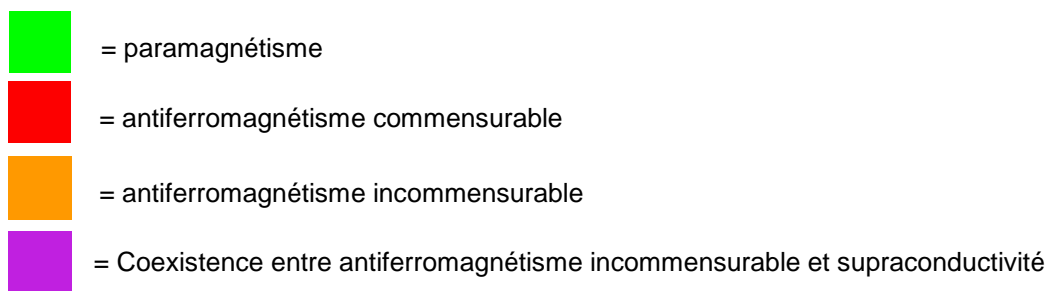 = paramagnétisme
= antiferromagnétisme commensurable
= antiferromagnétisme incommensurable
= Coexistence entre antiferromagnétisme incommensurable et supraconductivité